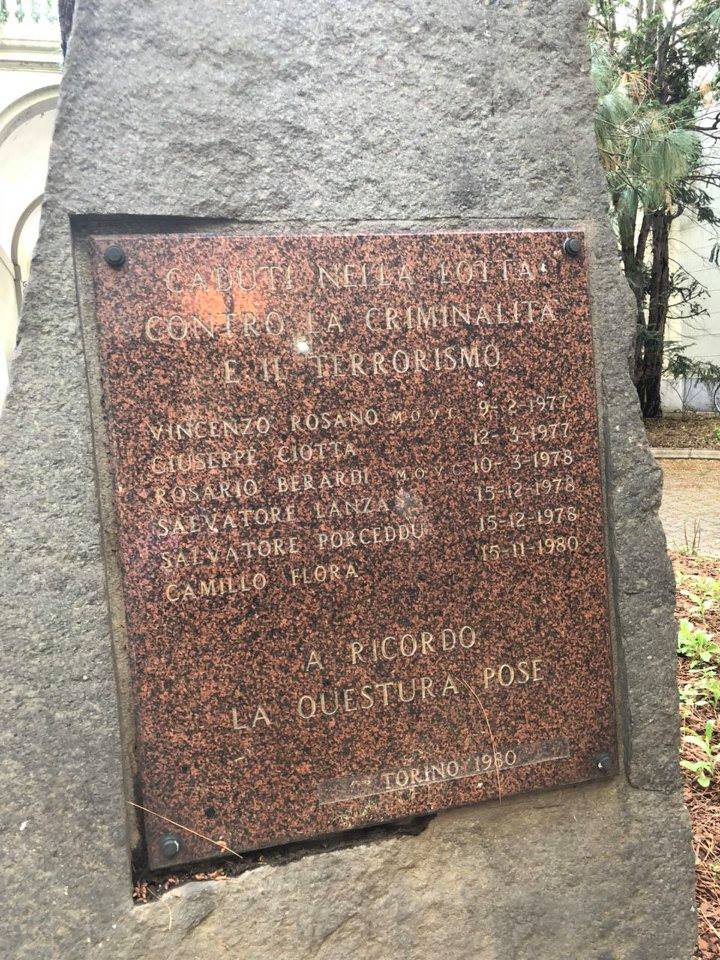 CADUTI NELLA LOTTA
CONTRO LA CRIMINALITA'
E IL TERRORISMO
VINCENZO ROSANO M.O.V.C. 9-2-1977
GIUSEPPE CIOTTA 12-3-1977
ROSARIO BERARDI M.O.V.C. 10-3-1978
SALVATORE LANZA 15-12-1978
SALVATORE PORCEDDU 15-12-1978
CAMILLO FLORA 15-11-1980
A RICORDO
LA QUESTURA POSE
TORINO 1980